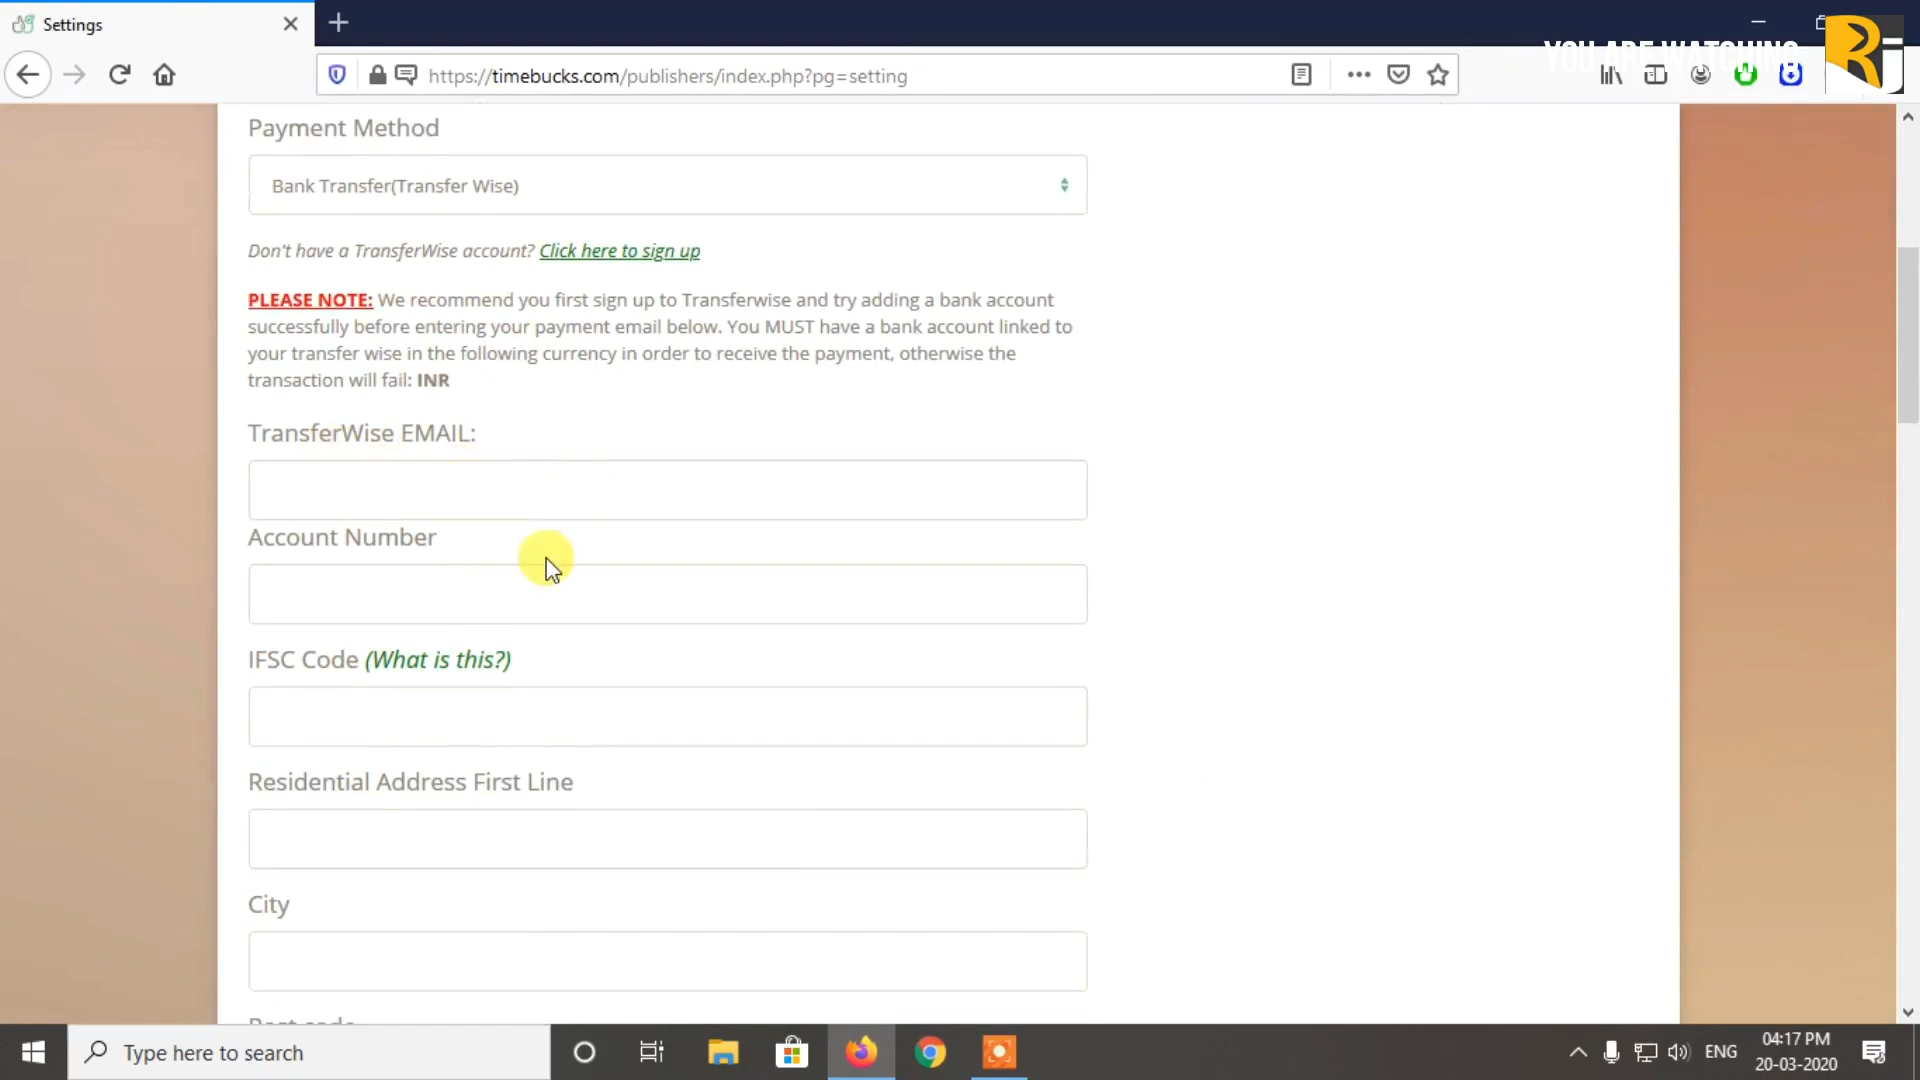 Settings
YOU ARE WATCHING
https://timebucks.com/publishers/index.php?pg=setting
Payment Method
Bank Transfer(Transfer Wise)
Don't have a TransferWise account? Click here to sign up
PLEASE NOTE: We recommend you first sign up to Transferwise and try adding a bank account
successfully before entering your payment email below. You MUST have a bank account linked to
your transfer wise in the following currency in order to receive the payment, otherwise the
transaction will fail: INR
TransferWise EMAIL:
Account Number
IFSC Code (What is this?)
Residential Address First Line
City
Post code
Type here to search
ENG
04:17 PM
20-03-2020